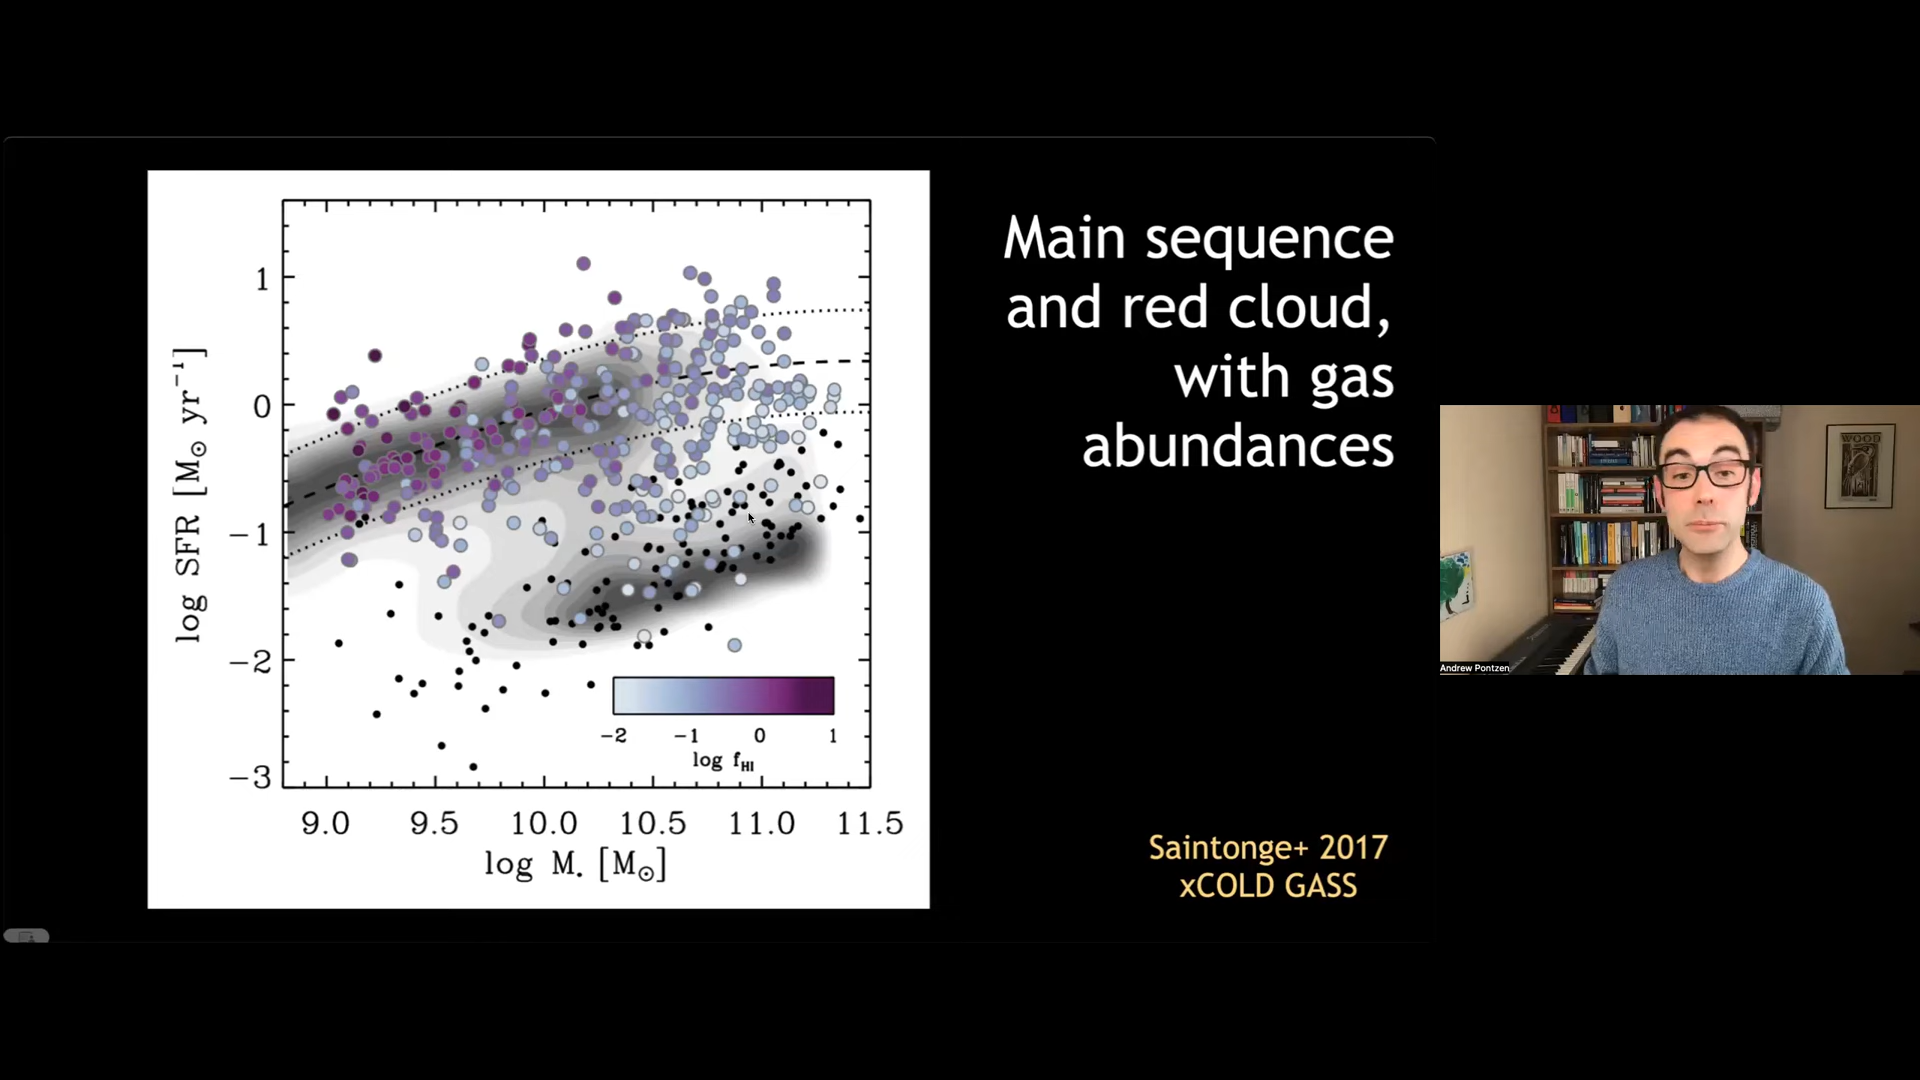 Main sequence
and red cloud,
with gas
abundances
log SFR [M⊙ yr⁻¹]
1
0
−1
−2
−3
−2 −1 0 1
log f_HI
9.0 9.5 10.0 10.5 11.0 11.5
log M* [M⊙]
Saintonge+ 2017
xCOLD GASS
WOOD
Andrew Pontzen